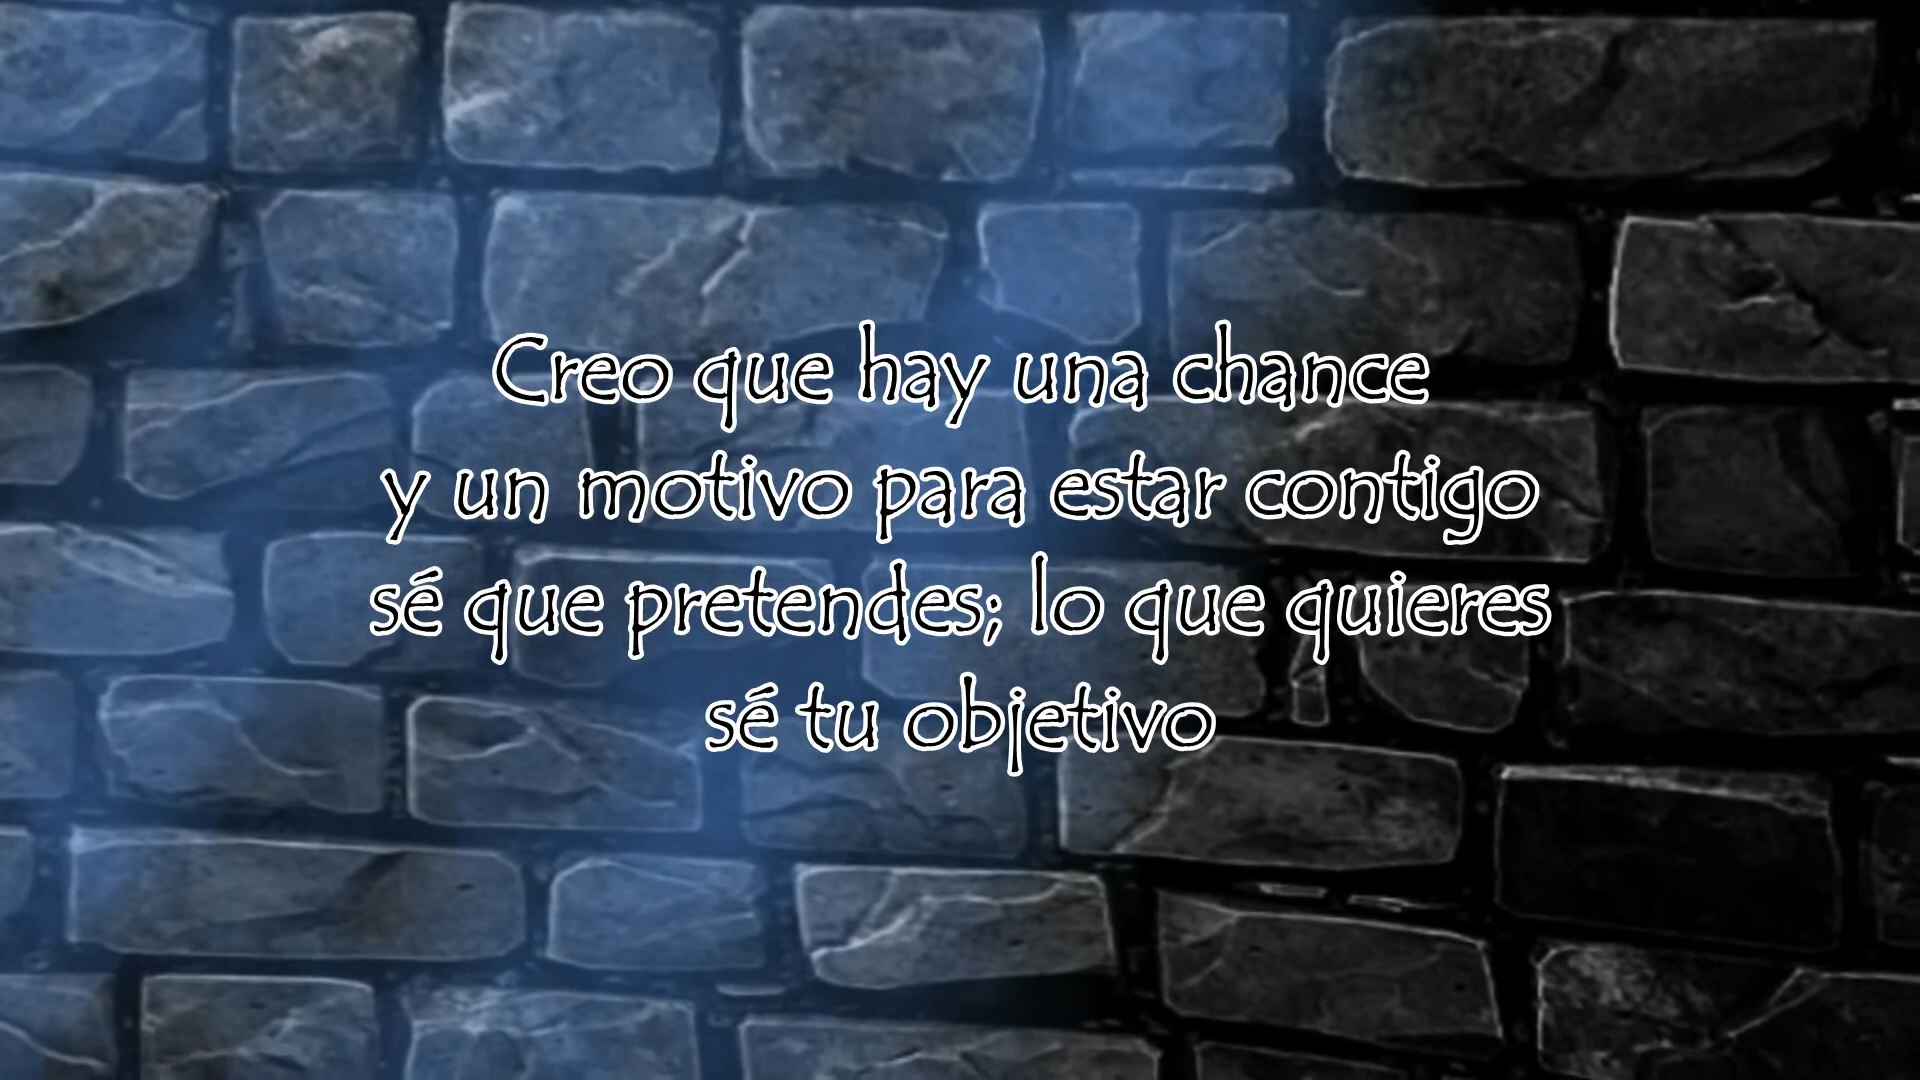 Creo que hay una chance
y un motivo para estar contigo
sé que pretendes; lo que quieres
sé tu objetivo